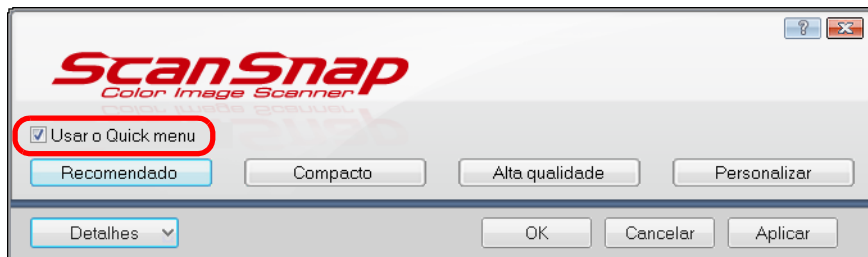 ?
ScanSnap
Color Image Scanner
Usar o Quick menu
Recomendado Compacto Alta qualidade Personalizar
Detalhes OK Cancelar Aplicar